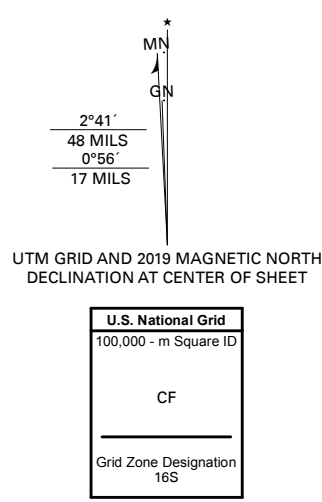 MN
GN
2°41´
48 MILS
0°56´
17 MILS
UTM GRID AND 2019 MAGNETIC NORTH
DECLINATION AT CENTER OF SHEET
U.S. National Grid
100,000 - m Square ID
CF
Grid Zone Designation
16S